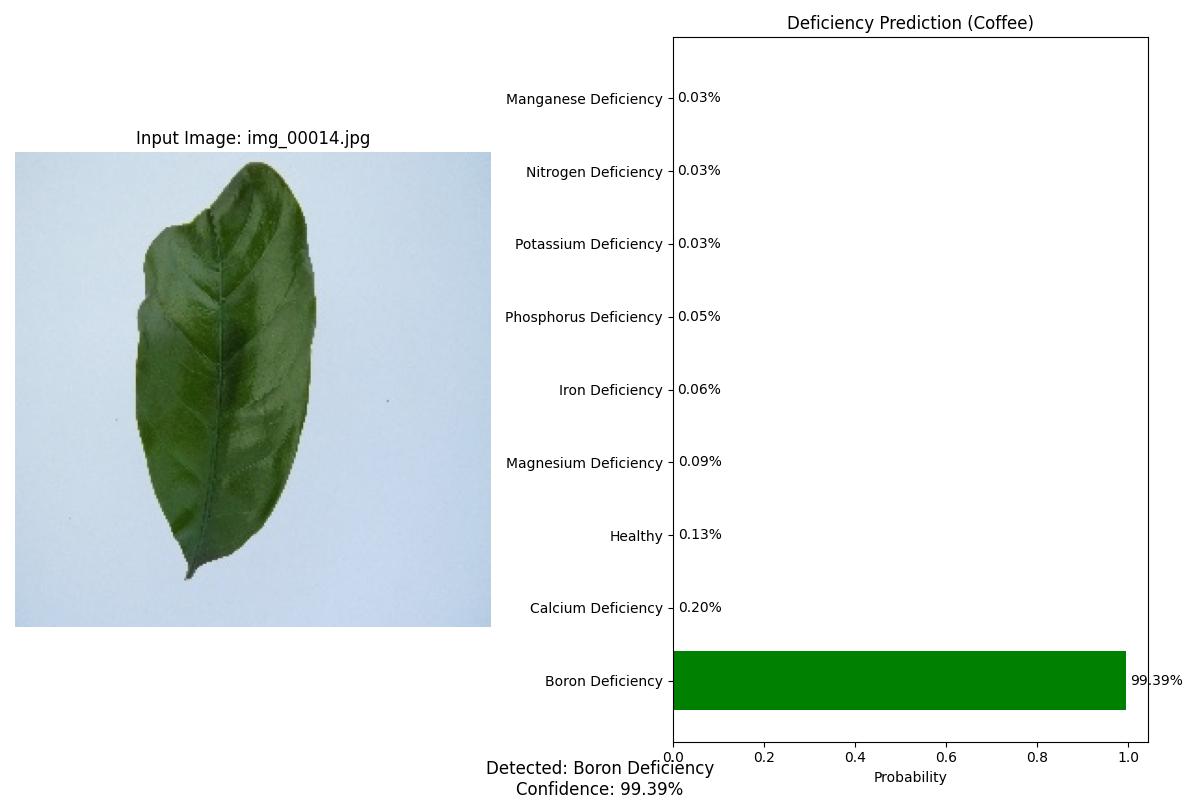 Deficiency Prediction (Coffee)
Input Image: img_00014.jpg
Manganese Deficiency 0.03%
Nitrogen Deficiency 0.03%
Potassium Deficiency 0.03%
Phosphorus Deficiency 0.05%
Iron Deficiency 0.06%
Magnesium Deficiency 0.09%
Healthy 0.13%
Calcium Deficiency 0.20%
Boron Deficiency 99.39%
0.0 0.2 0.4 0.6 0.8 1.0
Probability
Detected: Boron Deficiency
Confidence: 99.39%